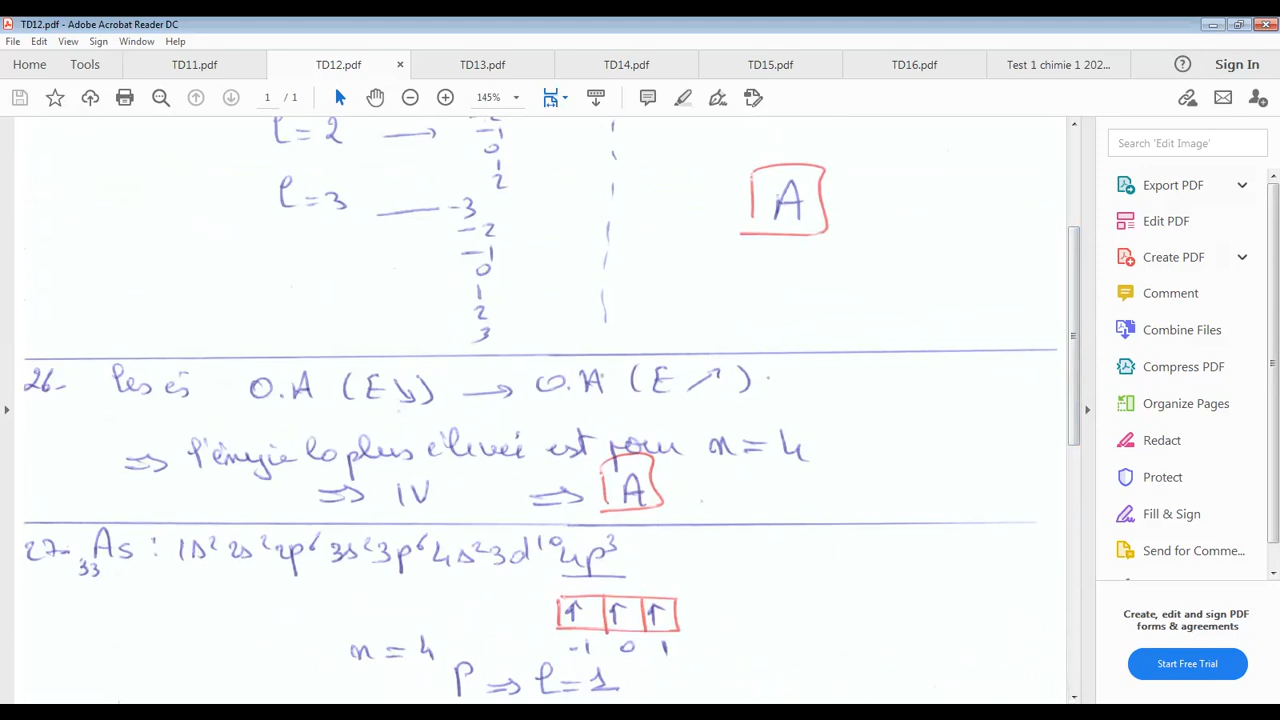 TD12.pdf - Adobe Acrobat Reader DC
File Edit View Sign Window Help
Home Tools TD11.pdf TD12.pdf × TD13.pdf TD14.pdf TD15.pdf TD16.pdf Test 1 chimie 1 202... Sign In
1 / 1 145%
Search 'Edit Image'
Export PDF
Edit PDF
Create PDF
Comment
Combine Files
Compress PDF
Organize Pages
Redact
Protect
Fill & Sign
Send for Comme...
Create, edit and sign PDF
forms & agreements
Start Free Trial
l = 2 → -2
-1
0
1
2
A
l = 3 — -3
-2
-1
0
1
2
3
26- les és O.A (E↘) → O.A (E ↗).
⇒ l'énergie la plus élevée est pour n = 4
⇒ IV ⇒ A
27- ₃₃As : 1s² 2s² 2p⁶ 3s² 3p⁶ 4s² 3d¹⁰ 4p³
↑ ↑ ↑
-1 0 1
n = 4
p ⇒ l = 1